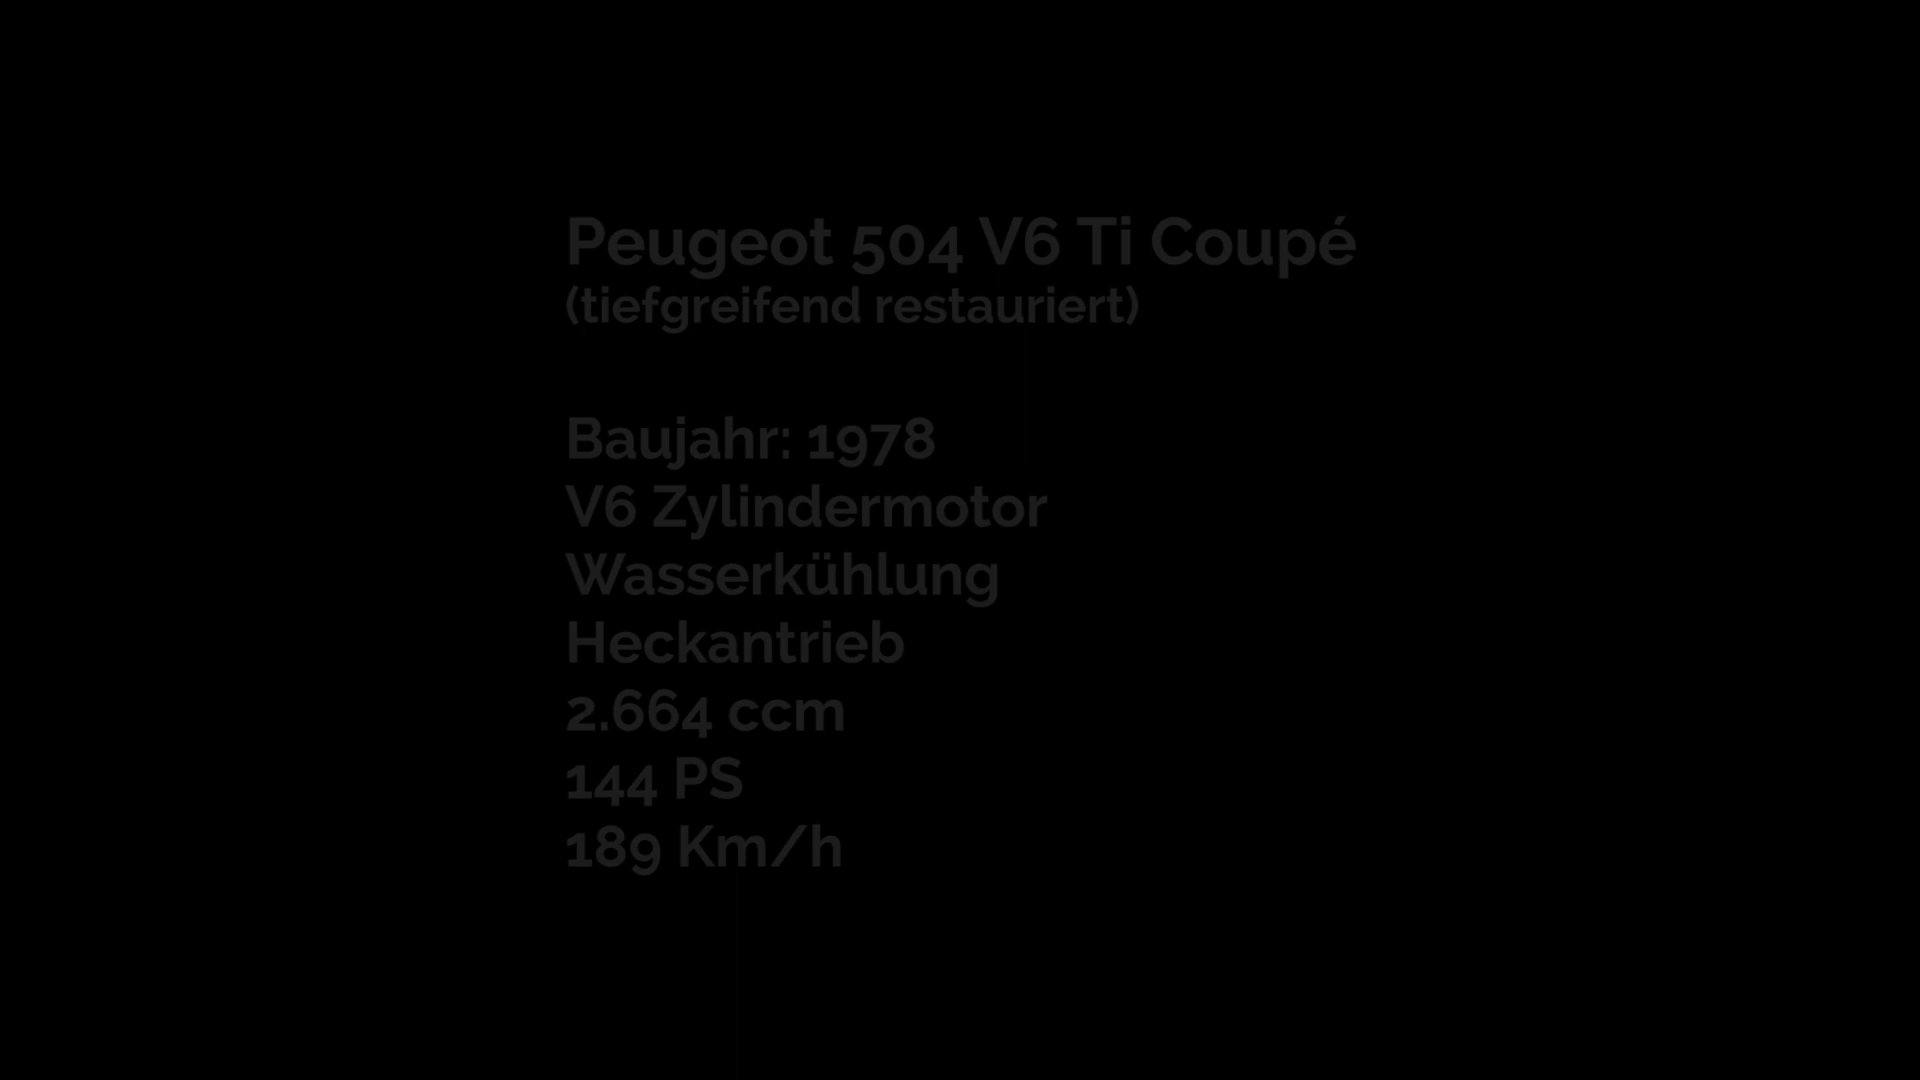 Peugeot 504 V6 Ti Coupé
(tiefgreifend restauriert)
Baujahr: 1978
V6 Zylindermotor
Wasserkühlung
Heckantrieb
2.664 ccm
144 PS
189 Km/h